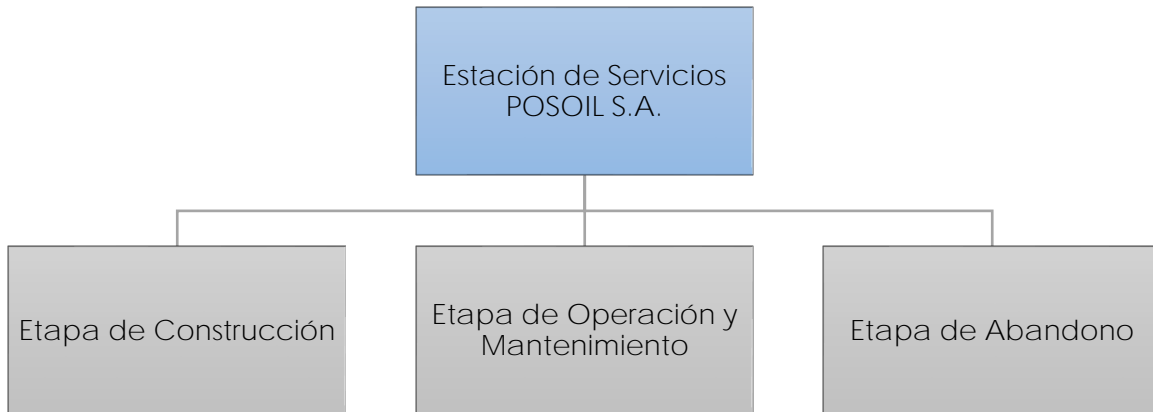 Estación de Servicios
POSOIL S.A.
Etapa de Construcción
Etapa de Operación y
Mantenimiento
Etapa de Abandono